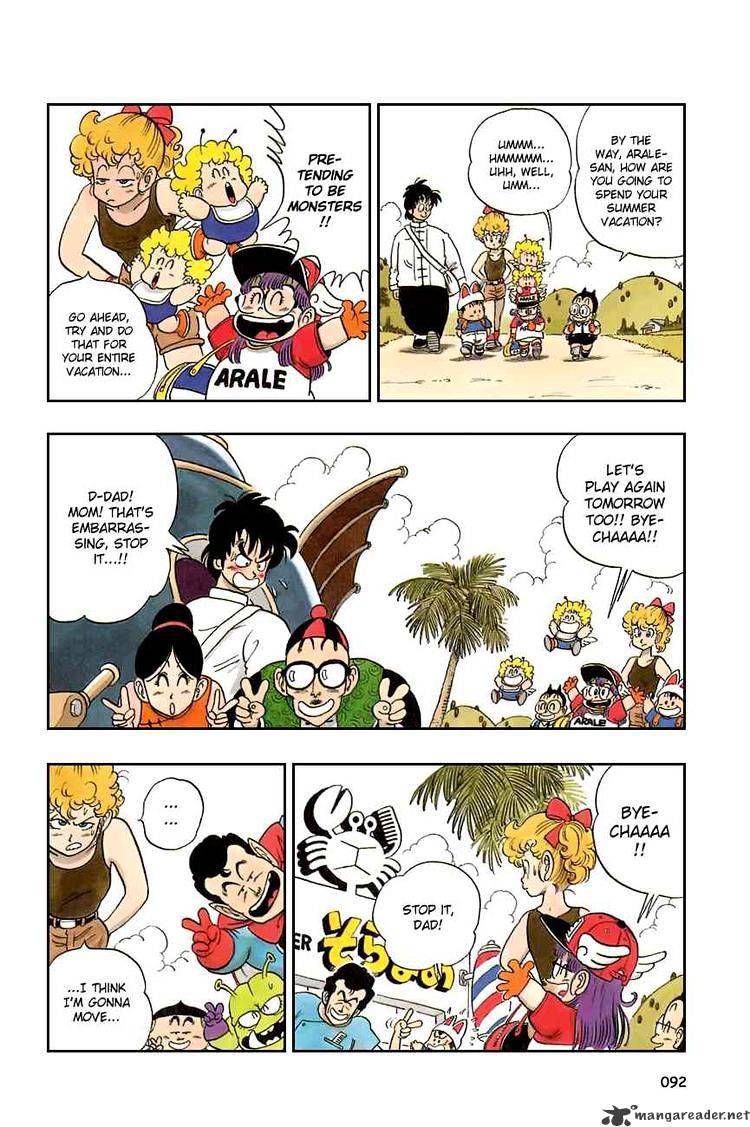 BY THE
WAY, ARALE-
SAN, HOW ARE
YOU GOING TO
SPEND YOUR
SUMMER
VACATION?
UMMM...
HMMMMM...
UHH, WELL,
UMM...
ARALE
PRE-
TENDING
TO BE
MONSTERS
!!
GO AHEAD,
TRY AND DO
THAT FOR
YOUR ENTIRE
VACATION...
ARALE
LET'S
PLAY AGAIN
TOMORROW
TOO!! BYE-
CHAAAA!!
D-DAD!
MOM! THAT'S
EMBARRAS-
SING, STOP
IT...!!
ARALE
BYE-
CHAAAA
!!
STOP IT,
DAD!
ER そらまめ
...
...
...I THINK
I'M GONNA
MOVE...
092
mangareader.net